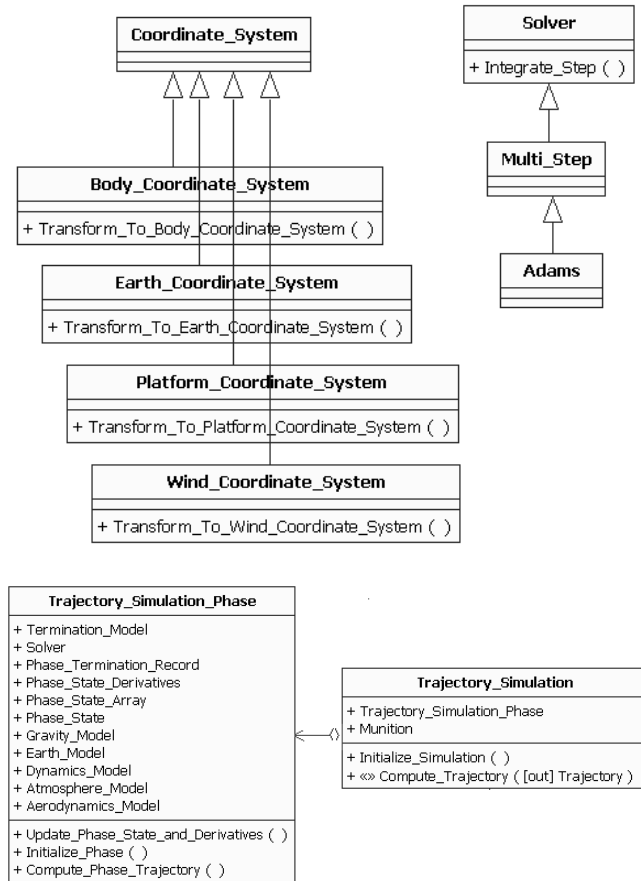 Coordinate_System
Solver
+ Integrate_Step ( )
Multi_Step
Adams
Body_Coordinate_System
+ Transform_To_Body_Coordinate_System ( )
Earth_Coordinate_System
+ Transform_To_Earth_Coordinate_System ( )
Platform_Coordinate_System
+ Transform_To_Platform_Coordinate_System ( )
Wind_Coordinate_System
+ Transform_To_Wind_Coordinate_System ( )
Trajectory_Simulation_Phase
+ Termination_Model
+ Solver
+ Phase_Termination_Record
+ Phase_State_Derivatives
+ Phase_State_Array
+ Phase_State
+ Gravity_Model
+ Earth_Model
+ Dynamics_Model
+ Atmosphere_Model
+ Aerodynamics_Model
+ Update_Phase_State_and_Derivatives ( )
+ Initialize_Phase ( )
+ Compute_Phase_Trajectory ( )
Trajectory_Simulation
+ Trajectory_Simulation_Phase
+ Munition
+ Initialize_Simulation ( )
+ «» Compute_Trajectory ( [out] Trajectory )